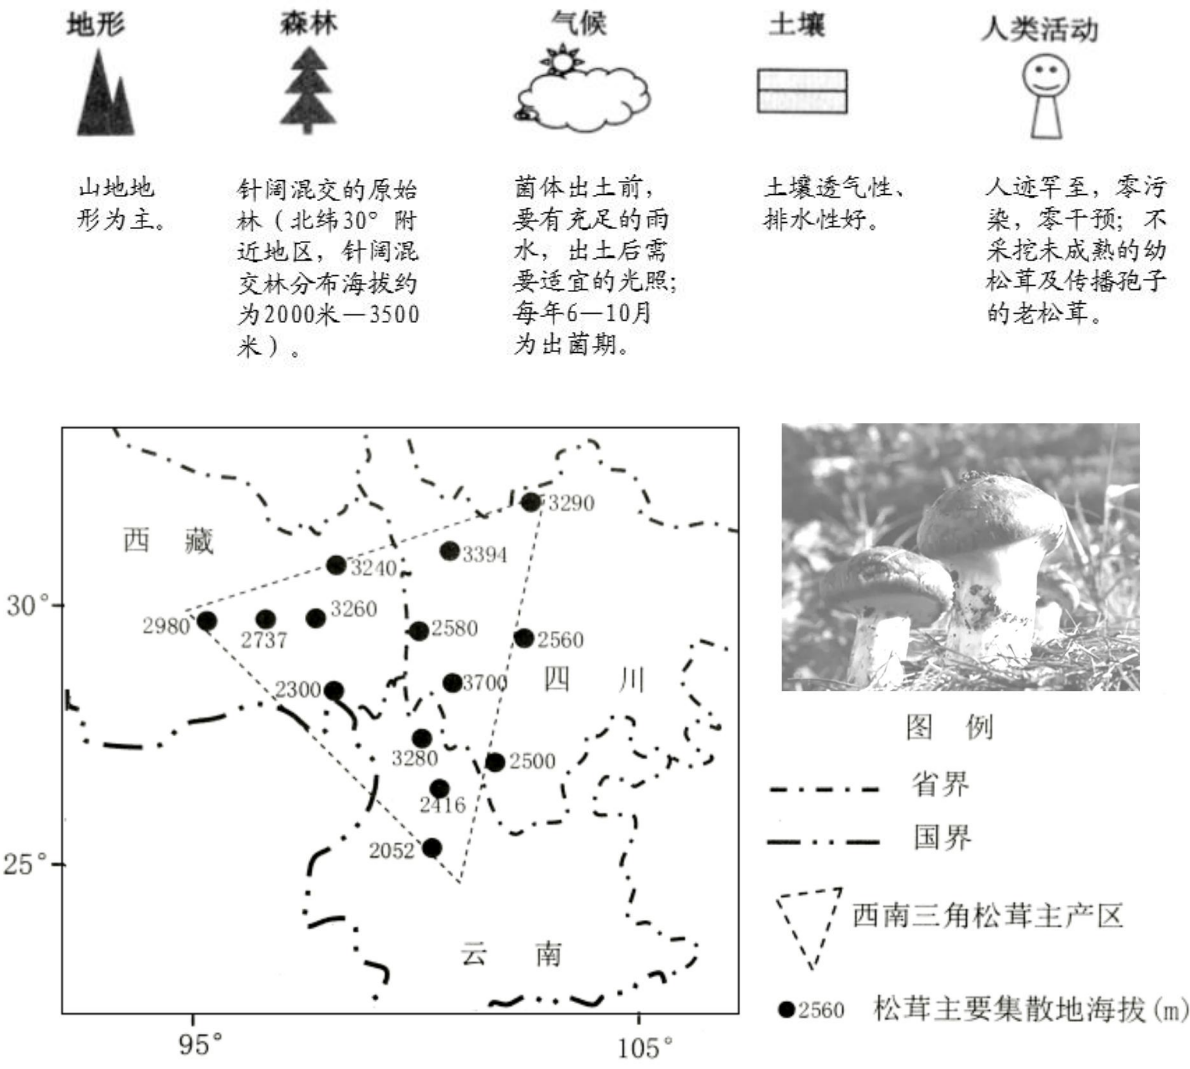 地形
森林
气候
土壤
人类活动
山地地
形为主。
针阔混交的原始
林（北纬30°附
近地区，针阔混
交林分布海拔约
为2000米—3500
米）。
菌体出土前，
要有充足的雨
水，出土后需
要适宜的光照；
每年6—10月
为出菌期。
土壤透气性、
排水性好。
人迹罕至，零污
染，零干预；不
采挖未成熟的幼
松茸及传播孢子
的老松茸。
西 藏
3290
3394
3240
30°
2980
2737
3260
2580
2560
2300
3700
四 川
3280
2500
2416
2052
25°
云 南
95°
105°
图 例
省界
国界
西南三角松茸主产区
2560 松茸主要集散地海拔(m)